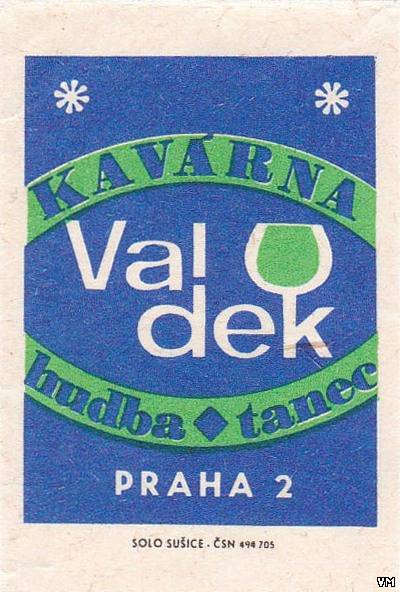 KAVÁRNA
Val
dek
hudba ◆ tanec
PRAHA 2
SOLO SUŠICE - ČSN 494 705
VM